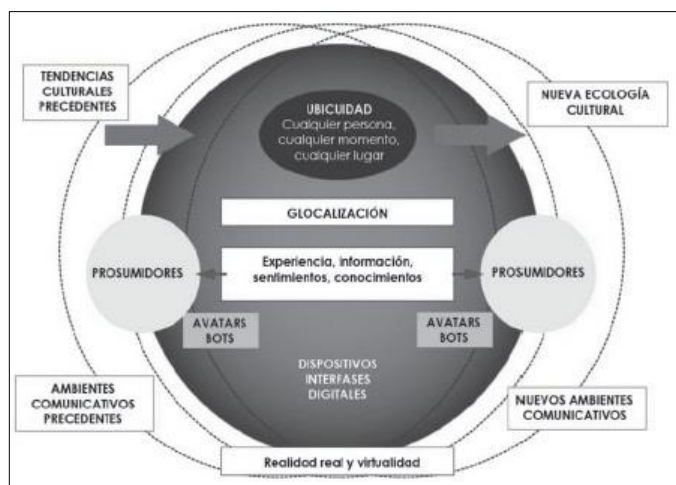 TENDENCIAS
CULTURALES
PRECEDENTES
UBICUIDAD
Cualquier persona,
cualquier momento,
cualquier lugar
NUEVA ECOLOGÍA
CULTURAL
GLOCALIZACIÓN
PROSUMIDORES
Experiencia, información,
sentimientos, conocimientos
PROSUMIDORES
AVATARS
BOTS
AVATARS
BOTS
DISPOSITIVOS
INTERFASES
DIGITALES
AMBIENTES
COMUNICATIVOS
PRECEDENTES
NUEVOS AMBIENTES
COMUNICATIVOS
Realidad real y virtualidad